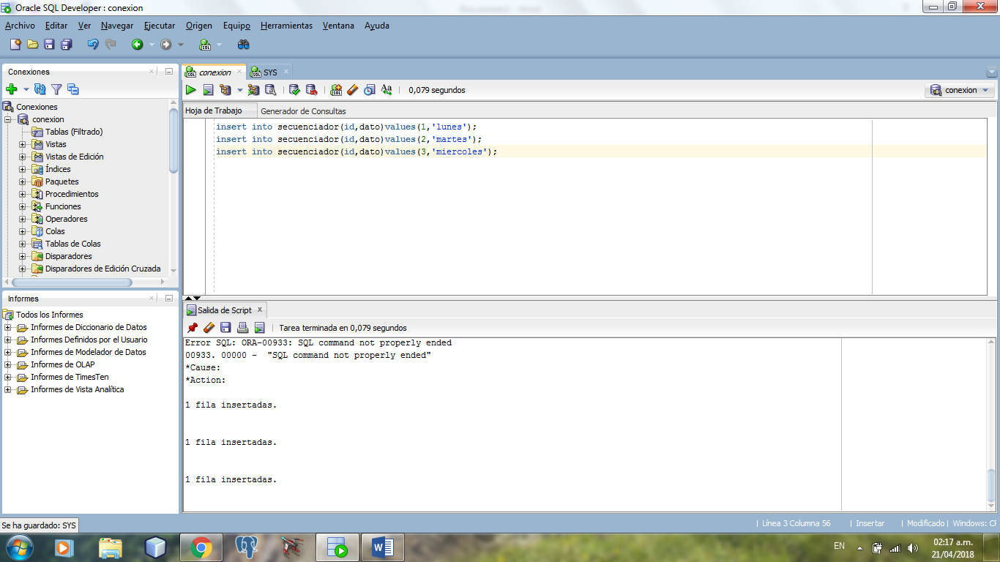 Oracle SQL Developer : conexion
Archivo Editar Ver Navegar Ejecutar Origen Equipo Herramientas Ventana Ayuda
Conexiones
Conexiones
conexion
Tablas (Filtrado)
Vistas
Vistas de Edición
Índices
Paquetes
Procedimientos
Funciones
Operadores
Colas
Tablas de Colas
Disparadores
Disparadores de Edición Cruzada
Informes
Todos los Informes
Informes de Diccionario de Datos
Informes Definidos por el Usuario
Informes de Modelador de Datos
Informes de OLAP
Informes de TimesTen
Informes de Vista Analítica
conexion SYS
0,079 segundos conexion
Hoja de Trabajo Generador de Consultas
insert into secuenciador(id,dato)values(1,'lunes');
insert into secuenciador(id,dato)values(2,'martes');
insert into secuenciador(id,dato)values(3,'miercoles');
Salida de Script
Tarea terminada en 0,079 segundos
Error SQL: ORA-00933: SQL command not properly ended
00933. 00000 - "SQL command not properly ended"
*Cause:
*Action:
1 fila insertadas.
1 fila insertadas.
1 fila insertadas.
Se ha guardado: SYS
Línea 3 Columna 56 Insertar Modificado Windows: CF
EN
02:17 a.m.
21/04/2018